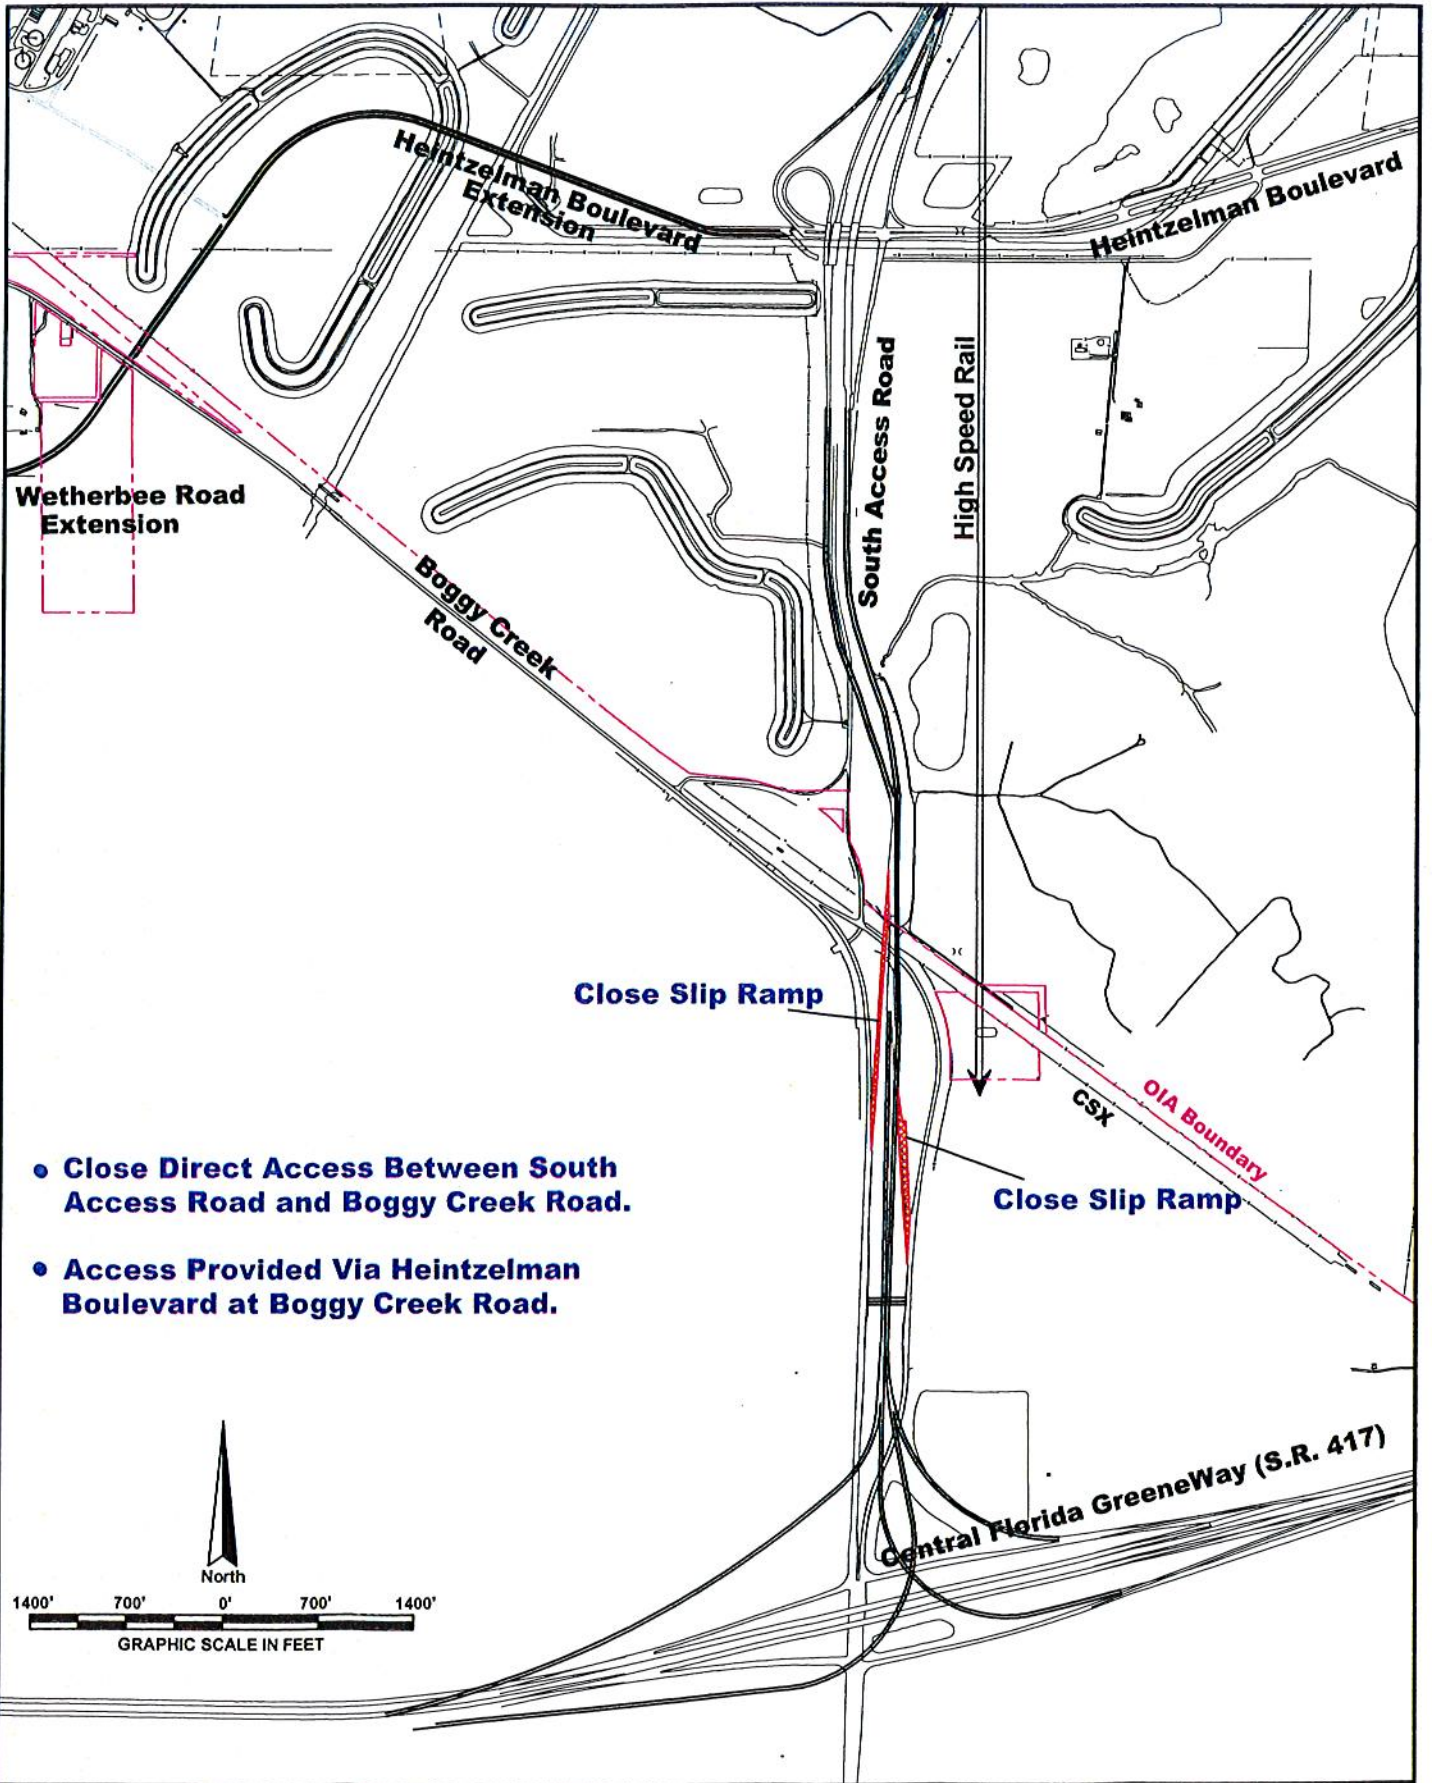 Heintzelman Boulevard
Extension
Heintzelman Boulevard
South Access Road
High Speed Rail
Wetherbee Road
Extension
Boggy Creek
Road
Close Slip Ramp
OIA Boundary
CSX
Close Slip Ramp
• Close Direct Access Between South
Access Road and Boggy Creek Road.
• Access Provided Via Heintzelman
Boulevard at Boggy Creek Road.
Central Florida GreeneWay (S.R. 417)
North
1400' 700' 0' 700' 1400'
GRAPHIC SCALE IN FEET